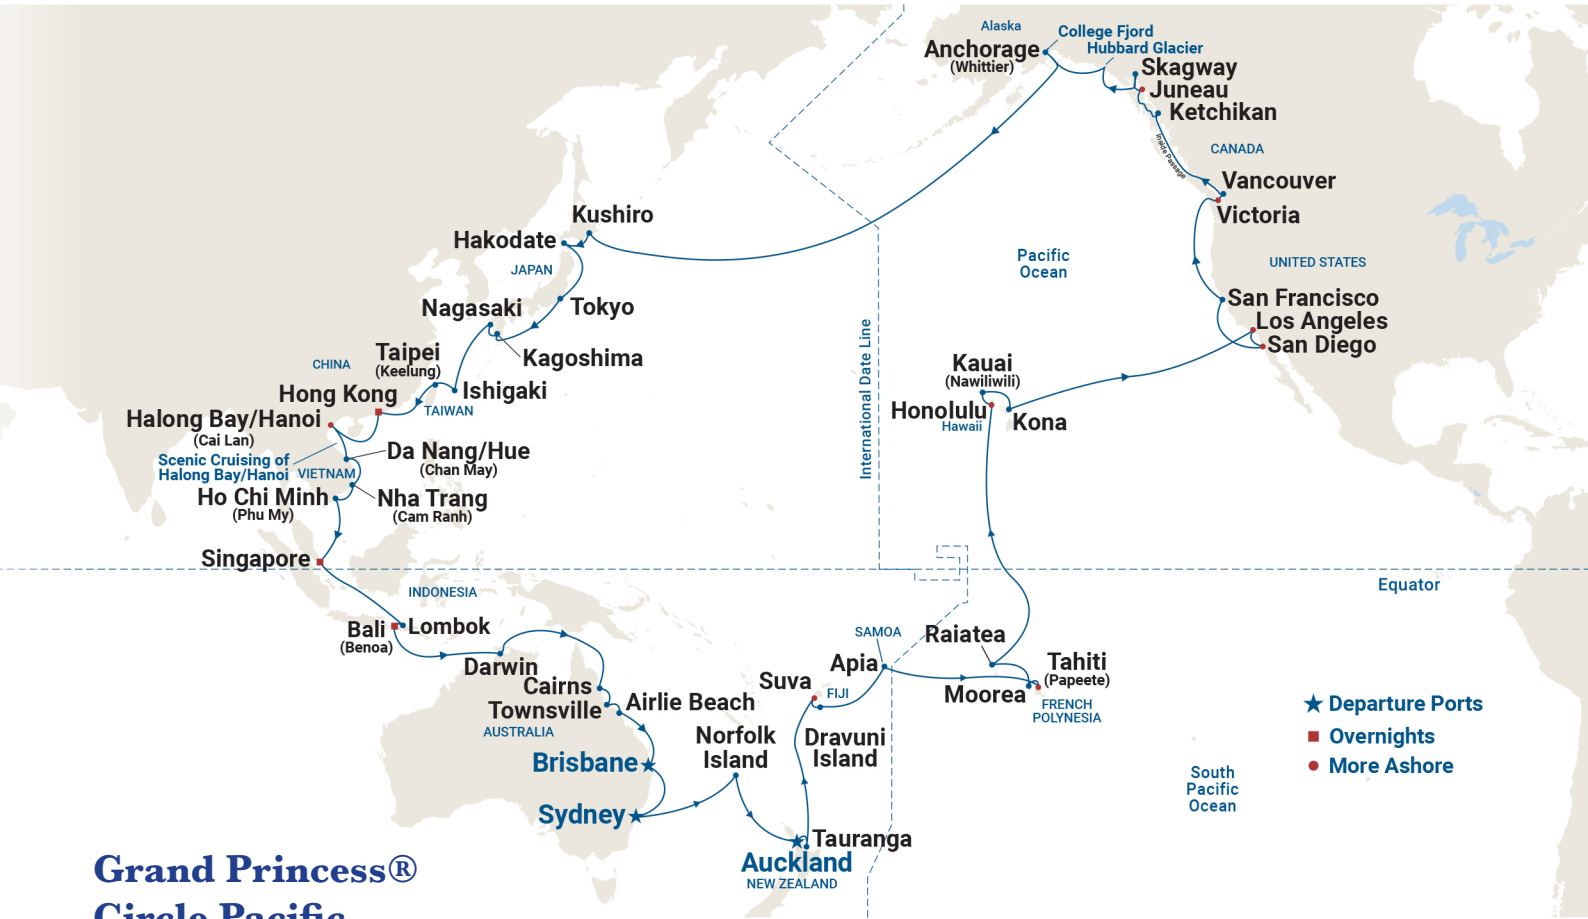 Alaska
College Fjord
Hubbard Glacier
Anchorage
(Whittier)
Skagway
Juneau
Ketchikan
Inside Passage
CANADA
Vancouver
Victoria
Kushiro
Hakodate
JAPAN
Pacific
Ocean
UNITED STATES
San Francisco
Los Angeles
San Diego
Nagasaki
Tokyo
Kagoshima
International Date Line
CHINA
Taipei
(Keelung)
Ishigaki
TAIWAN
Hong Kong
Kauai
(Nawiliwili)
Honolulu
Hawaii
Kona
Halong Bay/Hanoi
(Cai Lan)
Scenic Cruising of
Halong Bay/Hanoi
VIETNAM
Da Nang/Hue
(Chan May)
Ho Chi Minh
(Phu My)
Nha Trang
(Cam Ranh)
Singapore
Equator
INDONESIA
Bali
(Benoa)
Lombok
Darwin
Cairns
Townsville
Airlie Beach
AUSTRALIA
SAMOA
Apia
Raiatea
Tahiti
(Papeete)
Moorea
FRENCH
POLYNESIA
Suva
FIJI
Dravuni
Island
Norfolk
Island
Brisbane
Sydney
Tauranga
Auckland
NEW ZEALAND
South
Pacific
Ocean
Departure Ports
Overnights
More Ashore
Grand Princess®
Circle Pacific